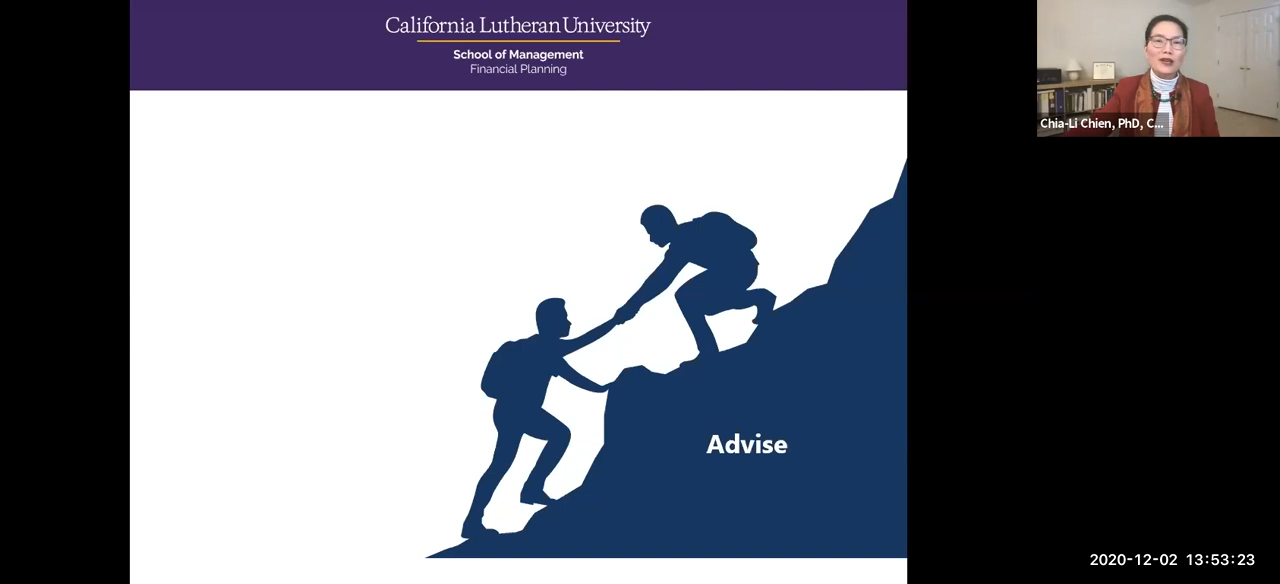 California Lutheran University
School of Management
Financial Planning
Chia-Li Chien, PhD, C...
Advise
2020-12-02 13:53:23